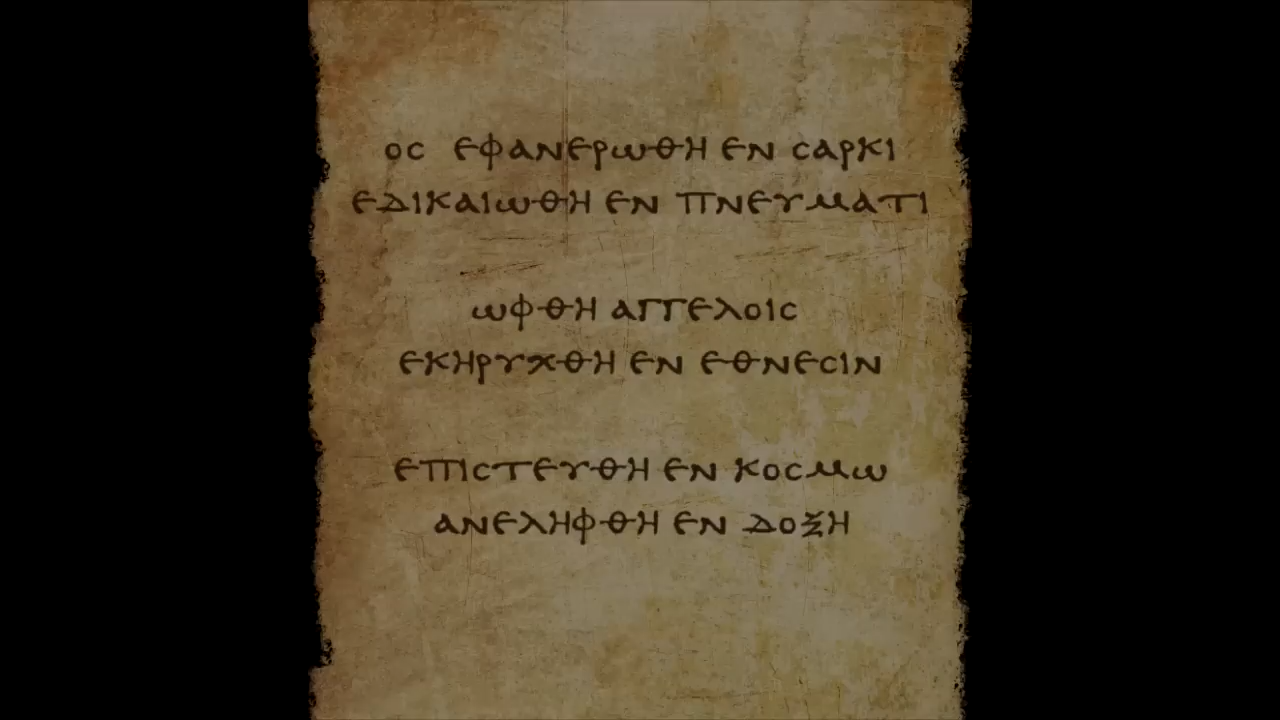 ος εφανερωθη εν σαρκι
εδικαιωθη εν πνευματι
ωφθη αγγελοις
εκηρυχθη εν εθνεσιν
επιστευθη εν κοσμω
ανεληφθη εν δοξη